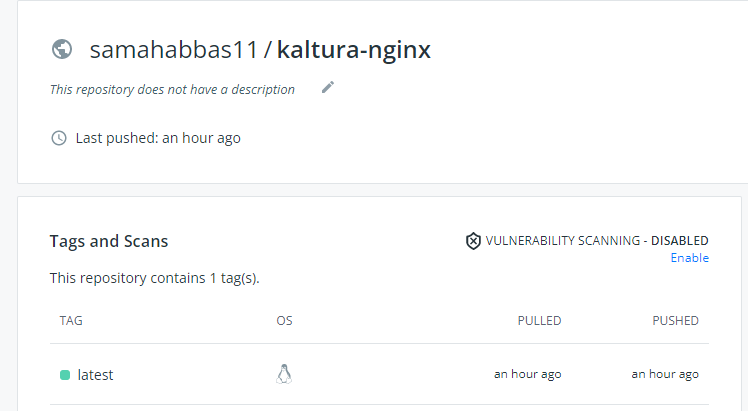 samahabbas11 / kaltura-nginx
This repository does not have a description
Last pushed: an hour ago
Tags and Scans
VULNERABILITY SCANNING - DISABLED
Enable
This repository contains 1 tag(s).
TAG OS PULLED PUSHED
latest an hour ago an hour ago